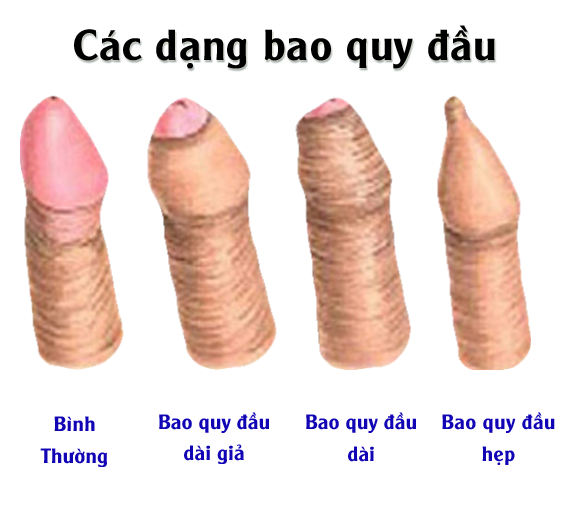 Các dạng bao quy đầu
Bình
Thường
Bao quy đầu
dài giả
Bao quy đầu
dài
Bao quy đầu
hẹp